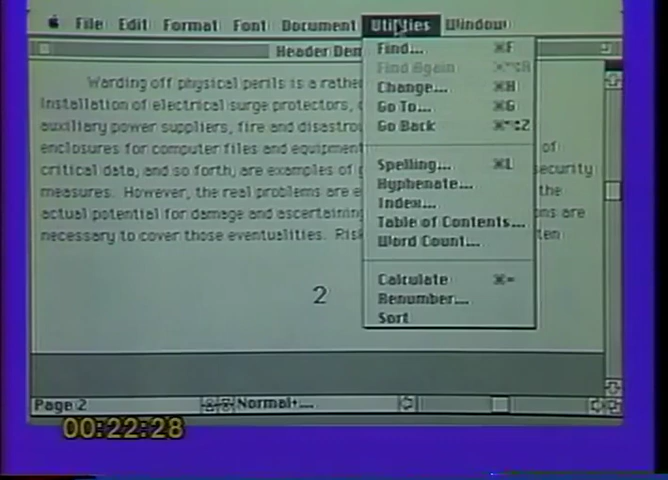 File Edit Format Font Document Utilities Window
Header Dem
Find... ⌘F
Find Again
Change... ⌘H
Go To... ⌘G
Go Back ⌘⌥Z
Spelling... ⌘L
Hyphenate...
Index...
Table of Contents...
Word Count...
Calculate ⌘=
Renumber...
Sort
Warding off physical perils is a rathe
installation of electrical surge protectors,
auxiliary power suppliers, fire and disastrou
enclosures for computer files and equipment of
critical data, and so forth, are examples of security
measures. However, the real problems are the
actual potential for damage and ascertaining ons are
necessary to cover those eventualities. Risk ten
2
Page 2 Normal+...
00:22:28